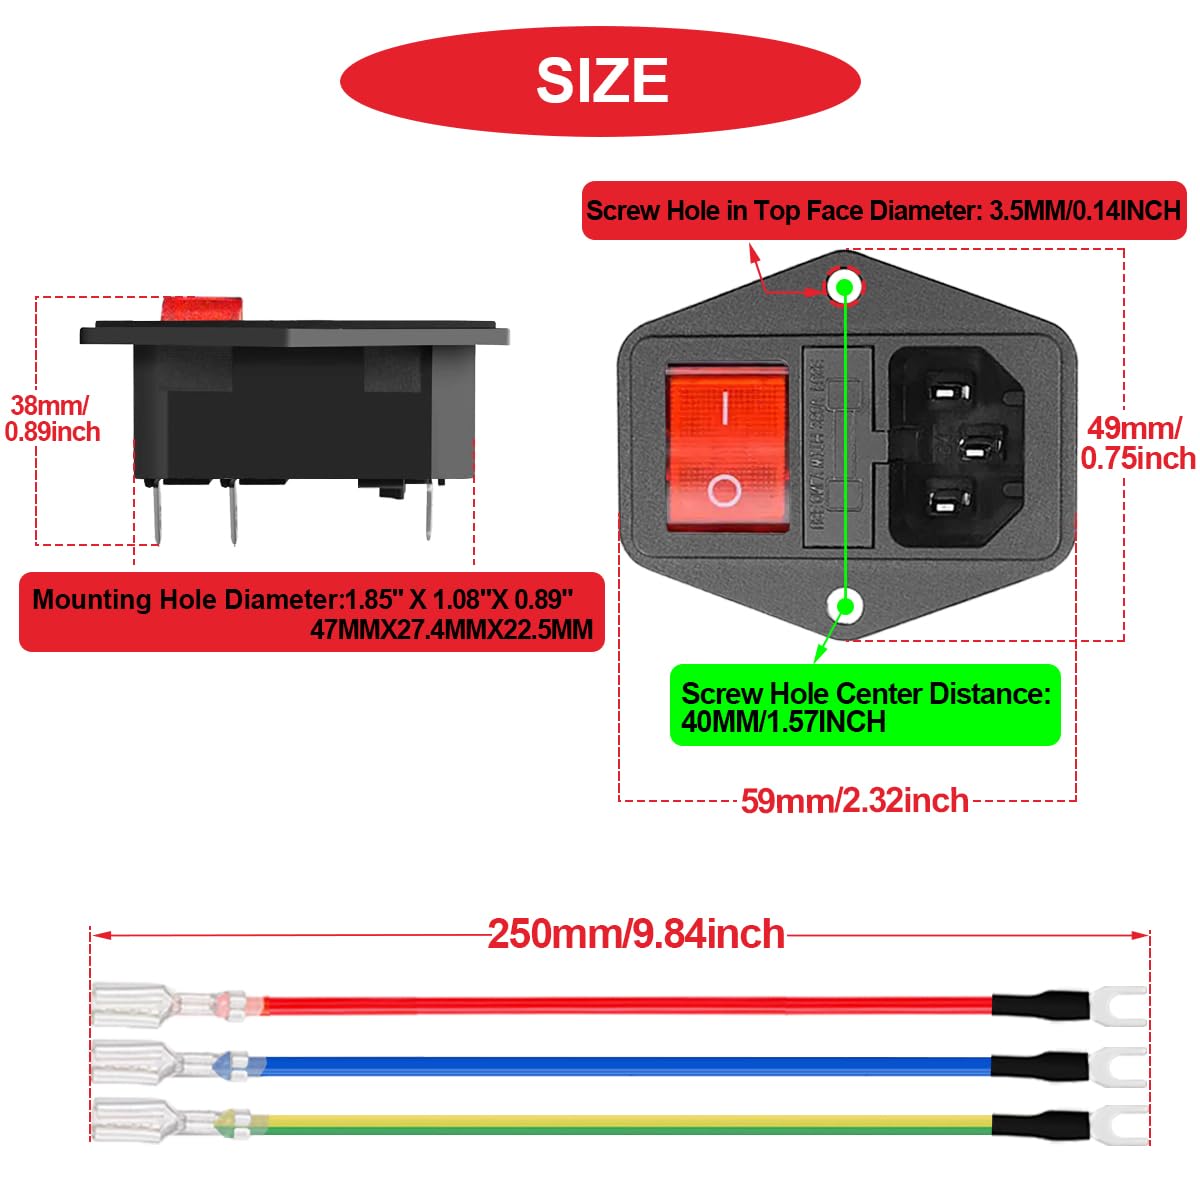 SIZE
Screw Hole in Top Face Diameter: 3.5MM/0.14INCH
38mm/
0.89inch
49mm/
0.75inch
Mounting Hole Diameter:1.85" X 1.08"X 0.89"
47MMX27.4MMX22.5MM
Screw Hole Center Distance:
40MM/1.57INCH
59mm/2.32inch
250mm/9.84inch